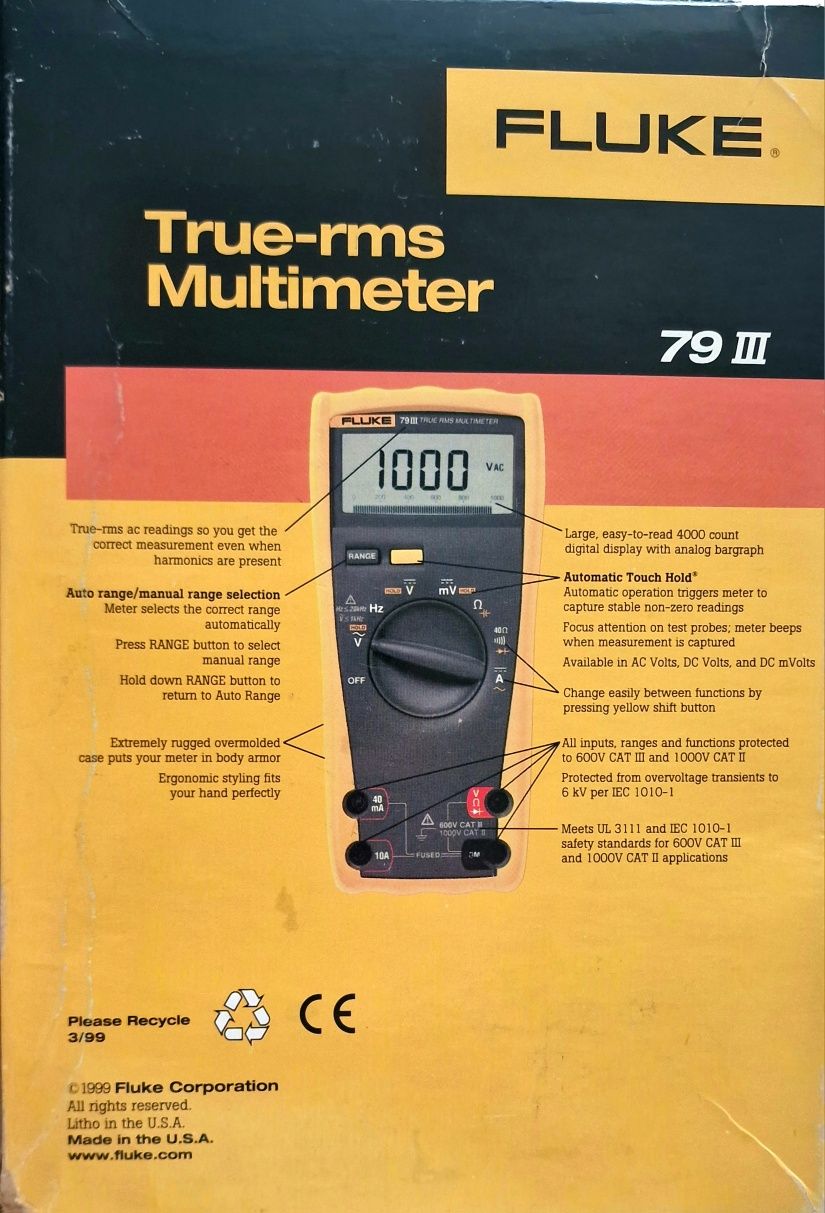 FLUKE®
True-rms
Multimeter
79 III
FLUKE 79 III TRUE RMS MULTIMETER
1000 VAC
0 200 400 600 800 1000
True-rms ac readings so you get the
correct measurement even when
harmonics are present
Auto range/manual range selection
Meter selects the correct range
automatically
Press RANGE button to select
manual range
Hold down RANGE button to
return to Auto Range
Extremely rugged overmolded
case puts your meter in body armor
Ergonomic styling fits
your hand perfectly
RANGE
HOLD V
mV HOLD
Hz ≤ 20kHz Hz
V ≤ 1kHz
HOLD
V
OFF
Ω
40Ω
A
40
mA
10A
V
Ω
600V CAT III
1000V CAT II
FUSED
Large, easy-to-read 4000 count
digital display with analog bargraph
Automatic Touch Hold®
Automatic operation triggers meter to
capture stable non-zero readings
Focus attention on test probes; meter beeps
when measurement is captured
Available in AC Volts, DC Volts, and DC mVolts
Change easily between functions by
pressing yellow shift button
All inputs, ranges and functions protected
to 600V CAT III and 1000V CAT II
Protected from overvoltage transients to
6 kV per IEC 1010-1
Meets UL 3111 and IEC 1010-1
safety standards for 600V CAT III
and 1000V CAT II applications
Please Recycle
3/99
CE
©1999 Fluke Corporation
All rights reserved.
Litho in the U.S.A.
Made in the U.S.A.
www.fluke.com